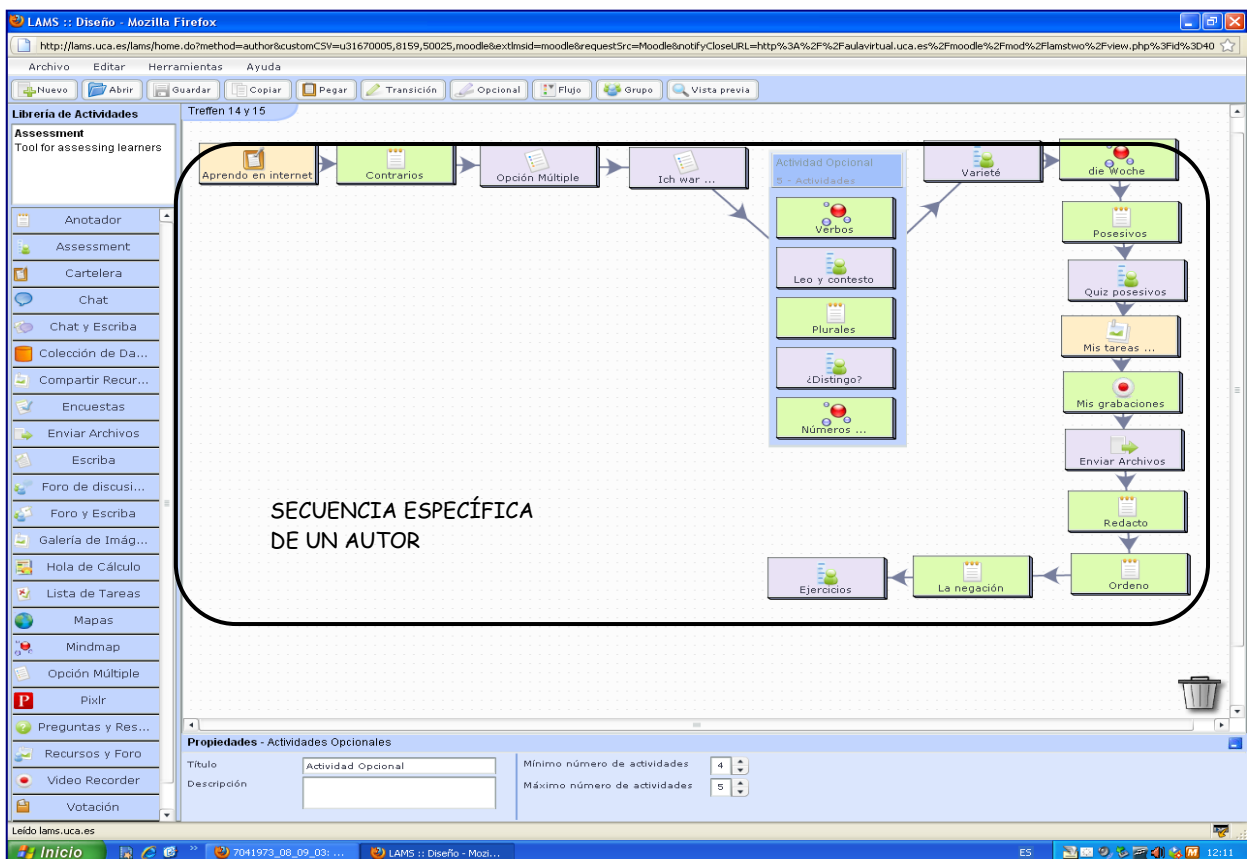 LAMS :: Diseño - Mozilla Firefox
http://lams.uca.es/lams/home.do?method=author&customCSV=u31670005,8159,50025,moodle&extlmsid=moodle&requestSrc=Moodle&notifyCloseURL=http%3A%2F%2Faulavirtual.uca.es%2Fmoodle%2Fmod%2Flamstwo%2Fview.php%3Fid%3D40
Archivo Editar Herramientas Ayuda
Nuevo Abrir Guardar Copiar Pegar Transición Opcional Flujo Grupo Vista previa
Librería de Actividades
Assessment
Tool for assessing learners
Anotador
Assessment
Cartelera
Chat
Chat y Escriba
Colección de Da...
Compartir Recur...
Encuestas
Enviar Archivos
Escriba
Foro de discusi...
Foro y Escriba
Galería de Imág...
Hola de Cálculo
Lista de Tareas
Mapas
Mindmap
Opción Múltiple
Pixlr
Preguntas y Res...
Recursos y Foro
Video Recorder
Votación
Treffen 14 y 15
Aprendo en internet
Contrarios
Opción Múltiple
Ich war ...
Actividad Opcional
5 - Actividades
Verbos
Leo y contesto
Plurales
¿Distingo?
Números ...
Varieté
die Woche
Posesivos
Quiz posesivos
Mis tareas ...
Mis grabaciones
Enviar Archivos
Redacto
Ordeno
La negación
Ejercicios
SECUENCIA ESPECÍFICA
DE UN AUTOR
Propiedades - Actividades Opcionales
Título Actividad Opcional
Descripción
Mínimo número de actividades 4
Máximo número de actividades 5
Leído lams.uca.es
Inicio 7041973_08_09_03: ... LAMS :: Diseño - Mozi... ES 12:11